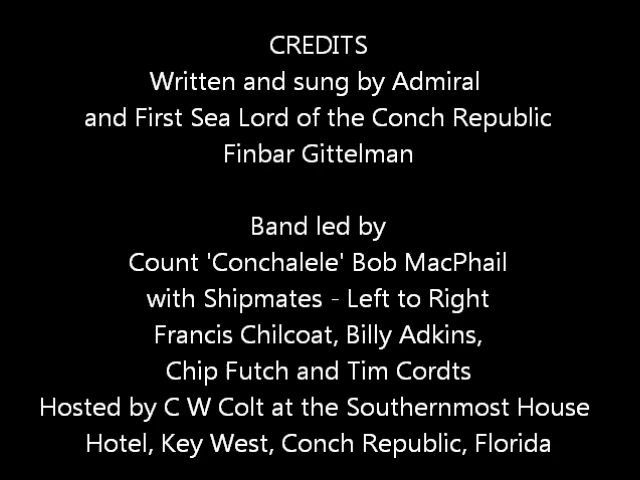 CREDITS
Written and sung by Admiral
and First Sea Lord of the Conch Republic
Finbar Gittelman
Band led by
Count 'Conchalele' Bob MacPhail
with Shipmates - Left to Right
Francis Chilcoat, Billy Adkins,
Chip Futch and Tim Cordts
Hosted by C W Colt at the Southernmost House
Hotel, Key West, Conch Republic, Florida